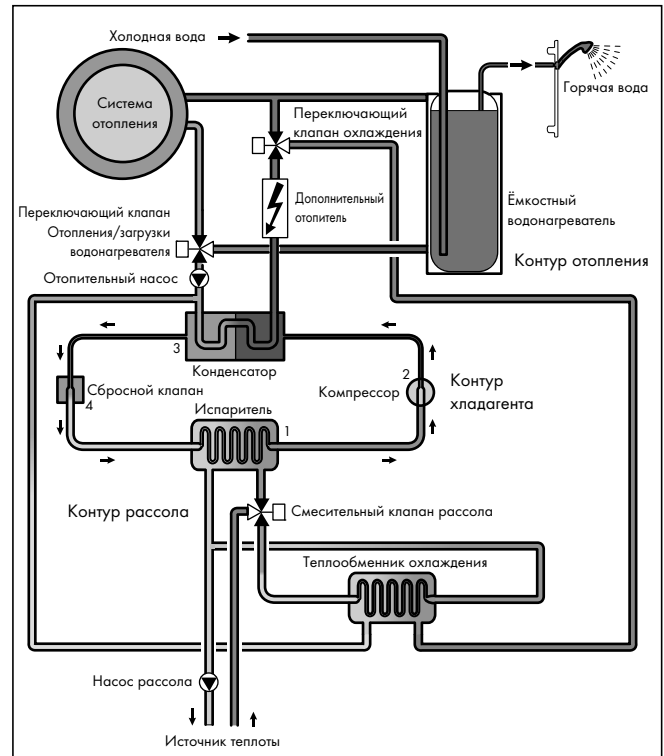 Холодная вода
Горячая вода
Система
отопления
Переключающий
клапан охлаждения
Дополнительный
отопитель
Ёмкостный
водонагреватель
Переключающий клапан
Отопления/загрузки
водонагревателя
Контур отопления
Отопительный насос
3
Конденсатор
2
Сбросной клапан
4
Компрессор
Контур
хладагента
Испаритель
1
Контур рассола
Смесительный клапан рассола
Теплообменник охлаждения
Насос рассола
Источник теплоты